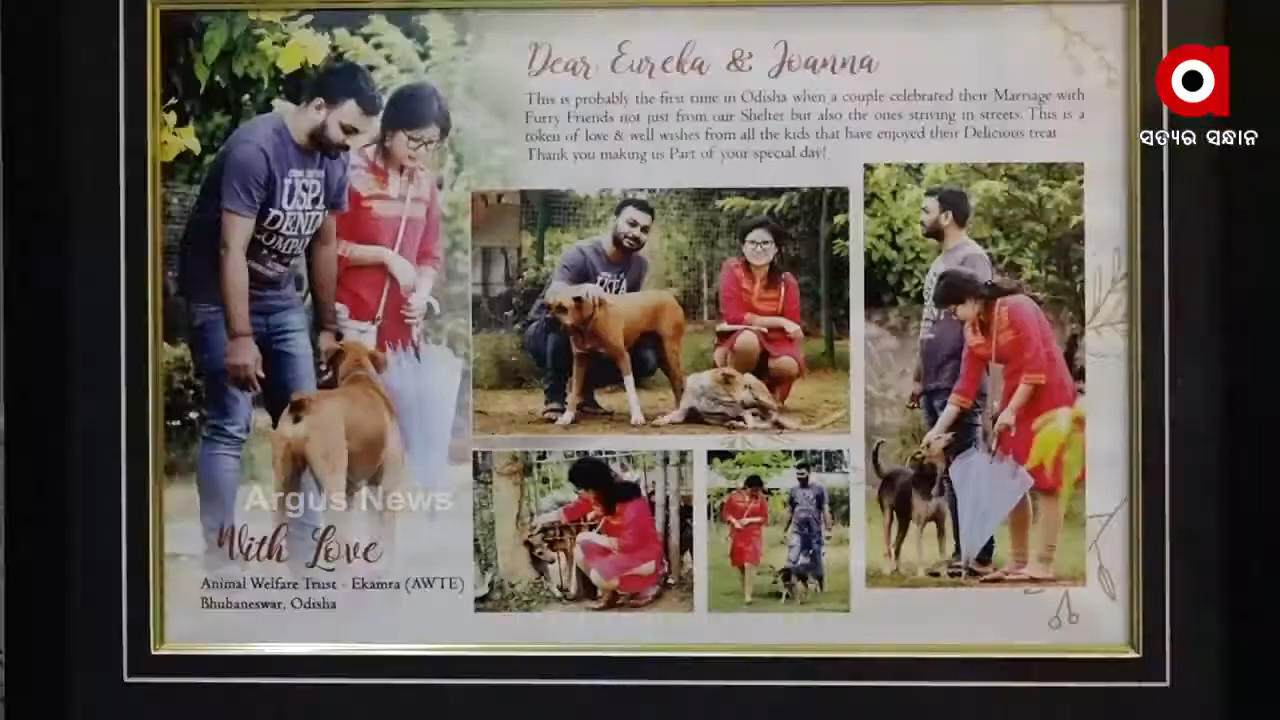 Dear Eureka & Joanna
This is probably the first time in Odisha when a couple celebrated their Marriage with
Furry Friends not just from our Shelter but also the ones striving in streets. This is a
token of love & well wishes from all the kids that have enjoyed their Delicious treat
Thank you making us Part of your special day!
ସତ୍ୟର ସନ୍ଧାନ
USPA
DENIM
COMPANY
Argus News
With Love
Animal Welfare Trust - Ekamra (AWTE)
Bhubaneswar, Odisha